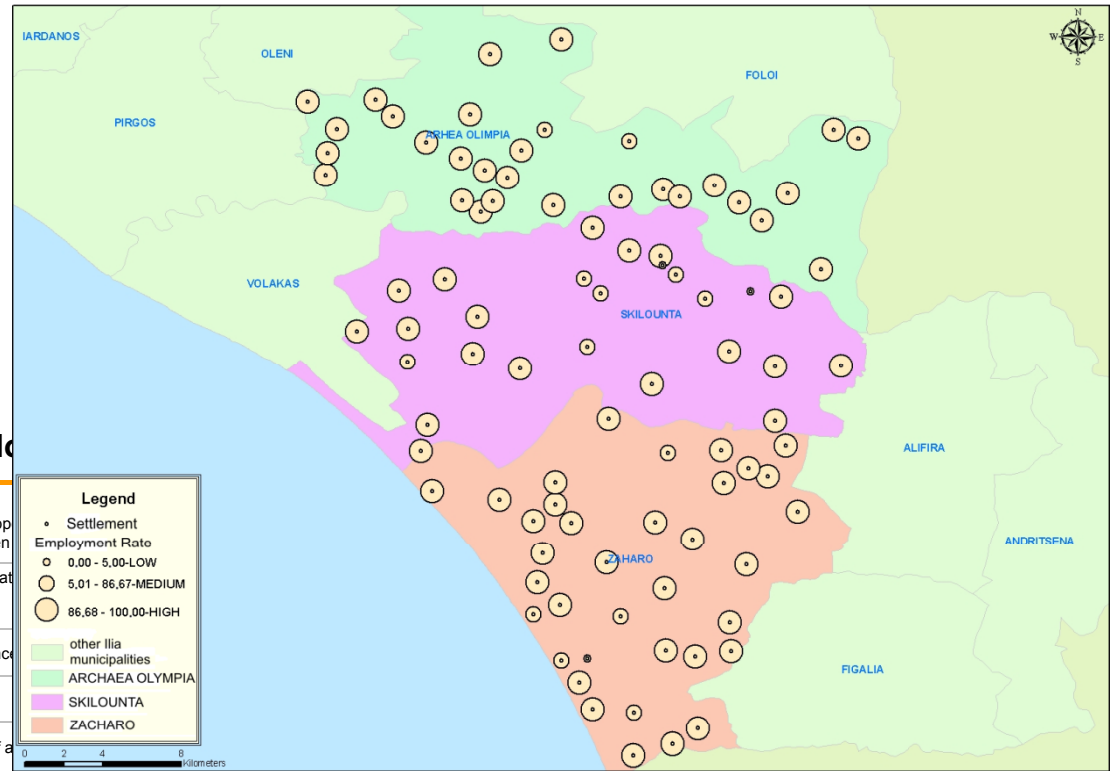 N
W E
S
IARDANOS
OLENI
FOLOI
PIRGOS
ARHEA OLIMPIA
VOLAKAS
SKILOUNTA
ALIFIRA
ANDRITSENA
ZAHARO
FIGALIA
Legend
Settlement
Employment Rato
0,00 - 5,00-LOW
5,01 - 86,67-MEDIUM
86,68 - 100,00-HIGH
other Ilia
municipalities
ARCHAEA OLYMPIA
SKILOUNTA
ZACHARO
0 2 4 8
Kilometers